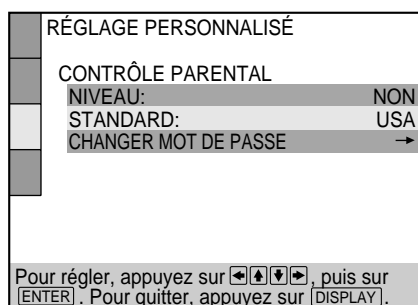 RÉGLAGE PERSONNALISÉ
CONTRÔLE PARENTAL
NIVEAU: NON
STANDARD: USA
CHANGER MOT DE PASSE →
Pour régler, appuyez sur ←↑↓→, puis sur
ENTER. Pour quitter, appuyez sur DISPLAY.